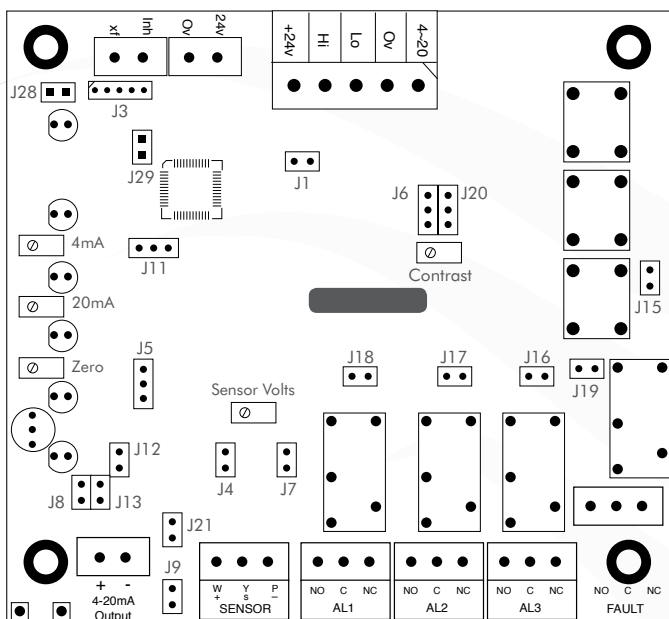 xf Inh Ov 24v
+24v Hi Lo Ov 4~20
J28
J3
J29
J1
J6 J20
4mA
J11
Contrast
20mA
J15
J5
Zero
J18 J17 J16
J19
Sensor Volts
J12
J4 J7
J8 J13
J21
J9
+ -
4-20mA
Output
W Y P
+ s −
SENSOR
NO C NC
AL1
NO C NC
AL2
NO C NC
AL3
NO C NC
FAULT